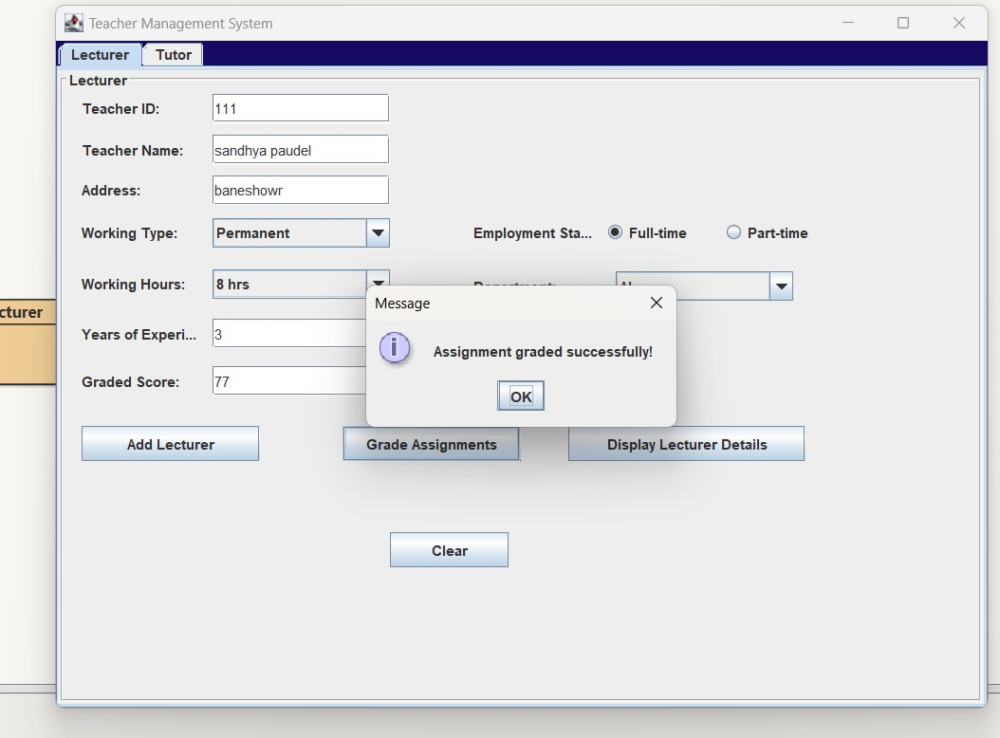 Teacher Management System
Lecturer Tutor
Lecturer
Teacher ID: 111
Teacher Name: sandhya paudel
Address: baneshowr
Working Type: Permanent Employment Sta... Full-time Part-time
Working Hours: 8 hrs
Message
cturer
Years of Experi... 3
Assignment graded successfully!
Graded Score: 77
OK
Add Lecturer Grade Assignments Display Lecturer Details
Clear